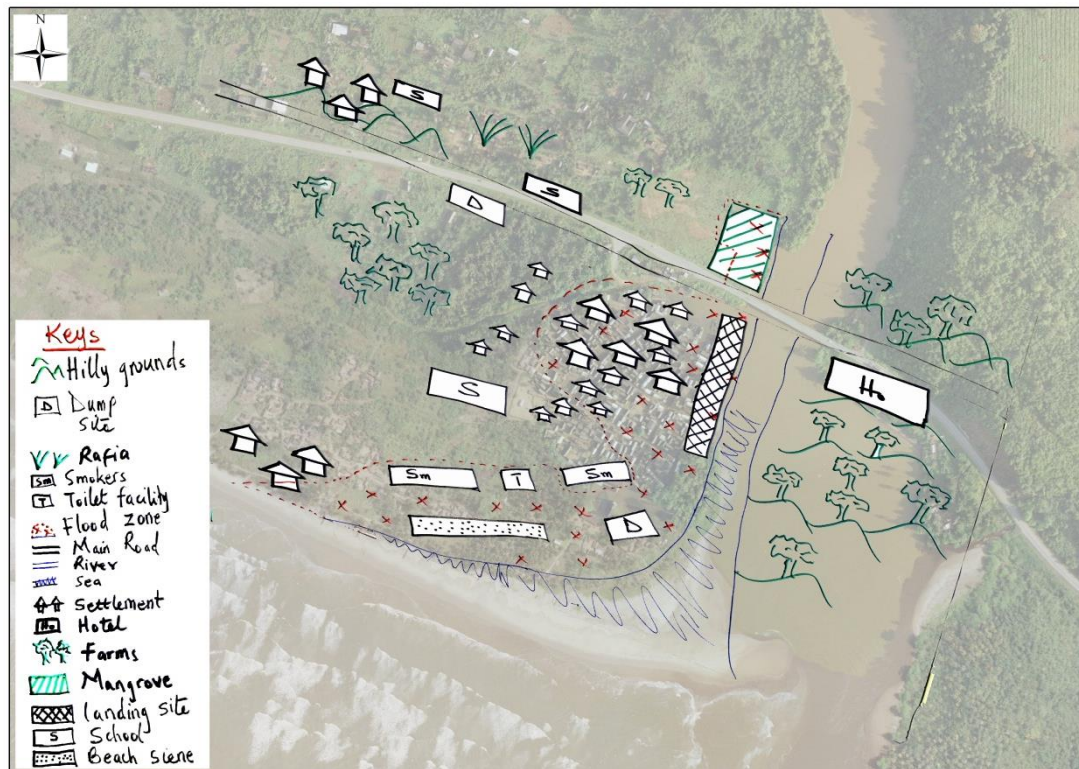 N
S
S
D
S
Ho
Sm
T
Sm
D
Keys
Hilly grounds
D Dump
site
Rafia
Sm Smokers
T Toilet facility
Flood zone
Main Road
River
Sea
Settlement
Ho Hotel
farms
Mangrove
landing site
S School
Beach siene